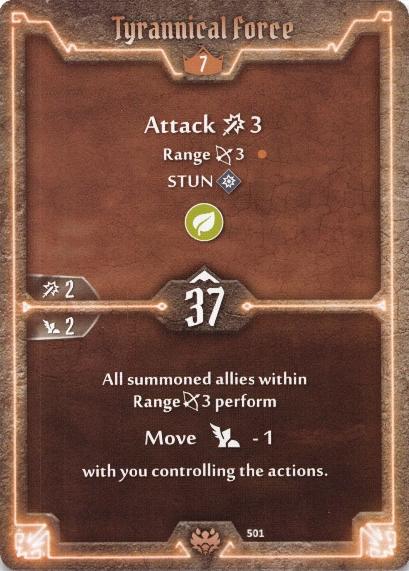 Tyrannical Force
7
Attack 3
Range 3
STUN
2
37
2
All summoned allies within
Range 3 perform
Move - 1
with you controlling the actions.
501